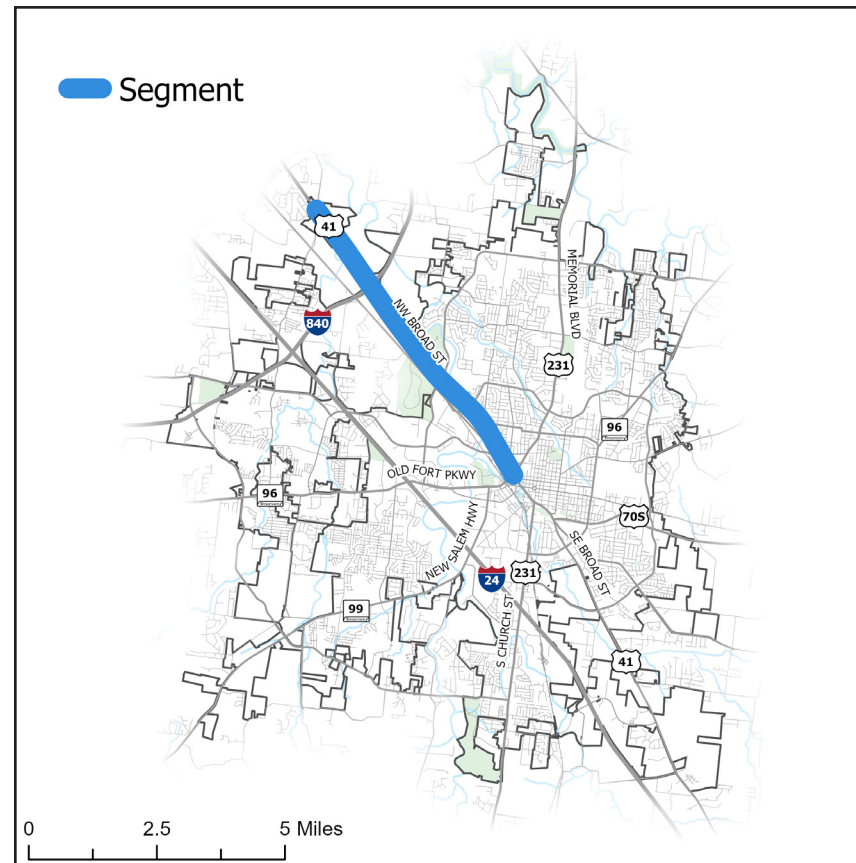 Segment
41
NW BROAD ST
840
MEMORIAL BLVD
231
96
OLD FORT PKWY
96
70S
NEW SALEM HWY
SE BROAD ST
24
231
99
S CHURCH ST
41
0
2.5
5 Miles